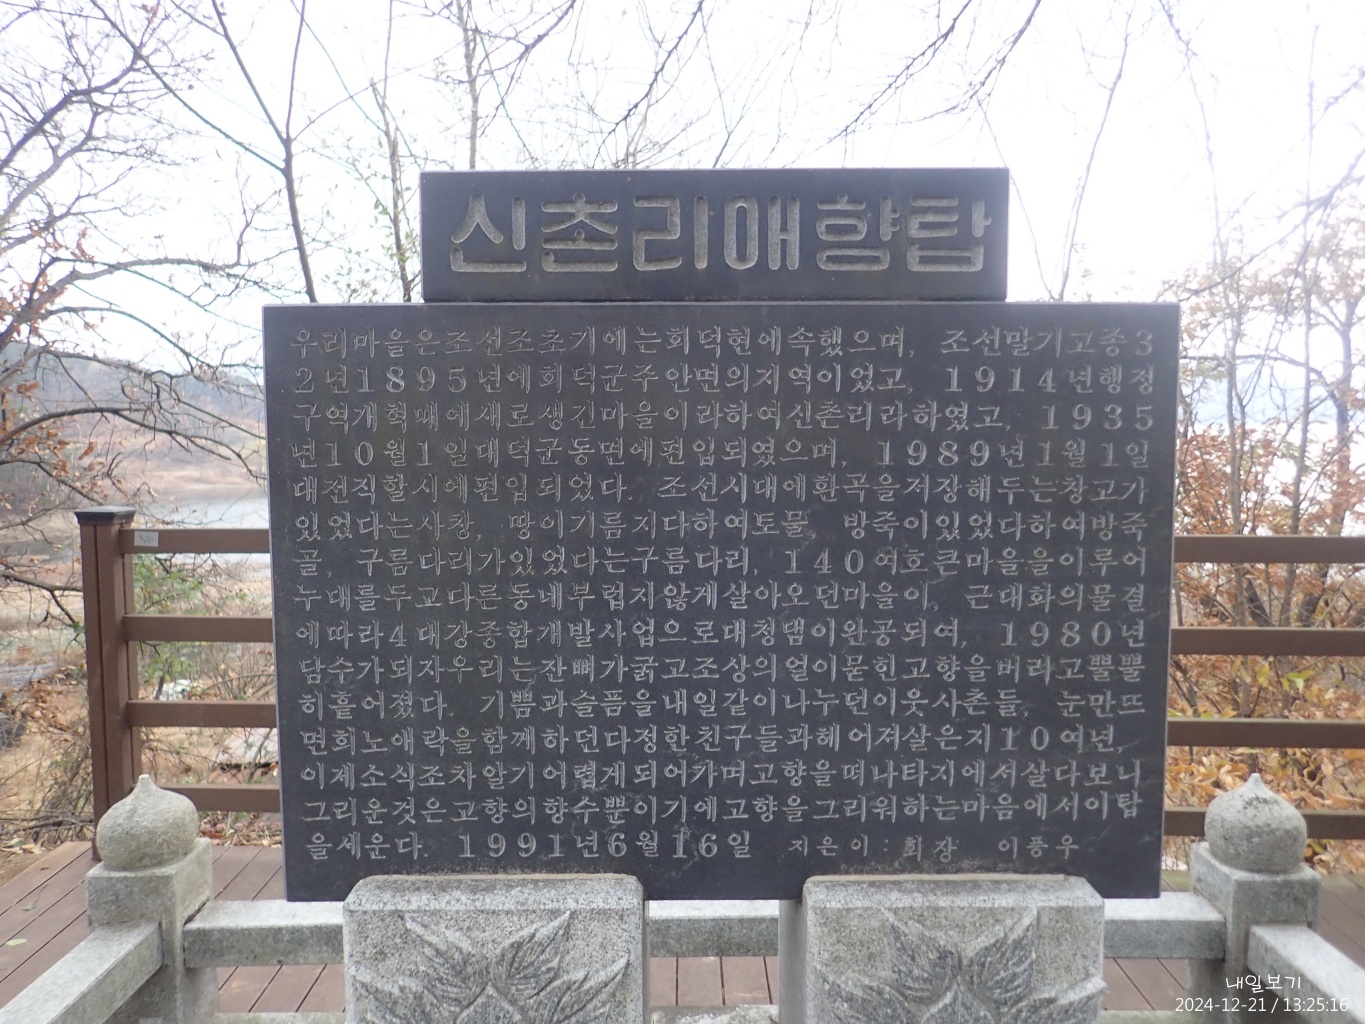 신촌리애향탑
우리마을은조선조초기에는회덕현에속했으며, 조선말기고종3
2년1895년에회덕군주안면의지역이었고, 1914년행정
구역개혁때에새로생긴마을이라하여신촌리라하였고, 1935
년10월1일대덕군동면에편입되였으며, 1989년1월1일
대전직할시에편입되었다. 조선시대에환곡을저장해두는창고가
있었다는사창, 땅이기름지다하여토물, 방죽이있었다하여방죽
골, 구름다리가있었다는구름다리, 140여호큰마을을이루어
누대를두고다른동네부럽지않게살아오던마을이, 근대화의물결
에따라4대강종합개발사업으로대청댐이완공되여, 1980년
담수가되자우리는잔뼈가굵고조상의얼이묻힌고향을버리고뿔뿔
히흩어졌다. 기쁨과슬픔을내일같이나누던이웃사촌들, 눈만뜨
면희노애락을함께하던다정한친구들과헤어져살은지10여년,
이제소식조차알기어렵게되어카며고향을떠나타지에서살다보니
그리운것은고향의향수뿐이기에고향을그리워하는마음에서이탑
을세운다. 1991년6월16일 지은이:회장 이풍우
내일보기
2024-12-21 / 13:25:16